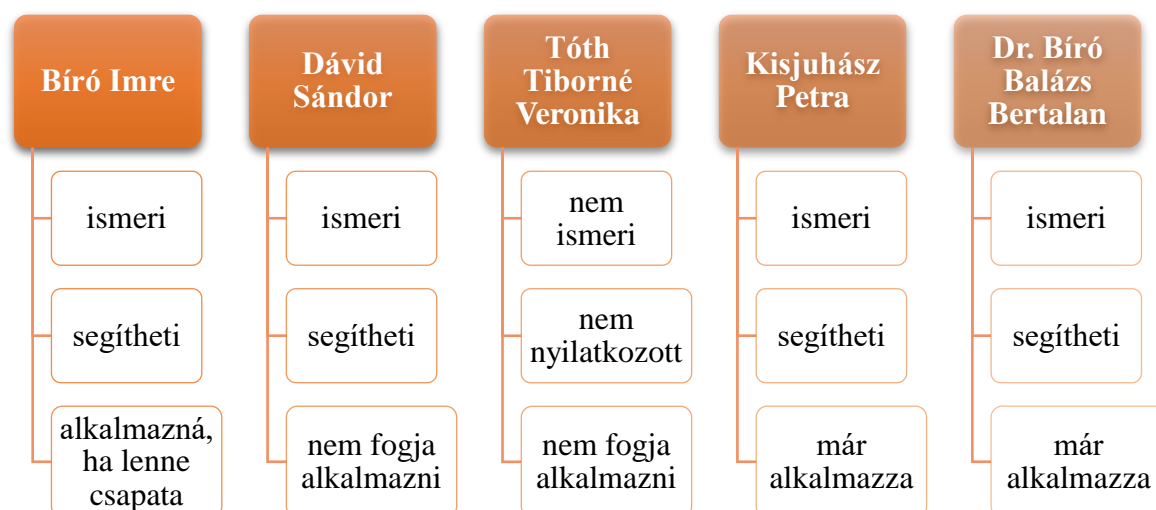 Bíró Imre
ismeri
segítheti
alkalmazná,
ha lenne
csapata
Dávid
Sándor
ismeri
segítheti
nem fogja
alkalmazni
Tóth
Tiborné
Veronika
nem
ismeri
nem
nyilatkozott
nem fogja
alkalmazni
Kisjuhász
Petra
ismeri
segítheti
már
alkalmazza
Dr. Bíró
Balázs
Bertalan
ismeri
segítheti
már
alkalmazza